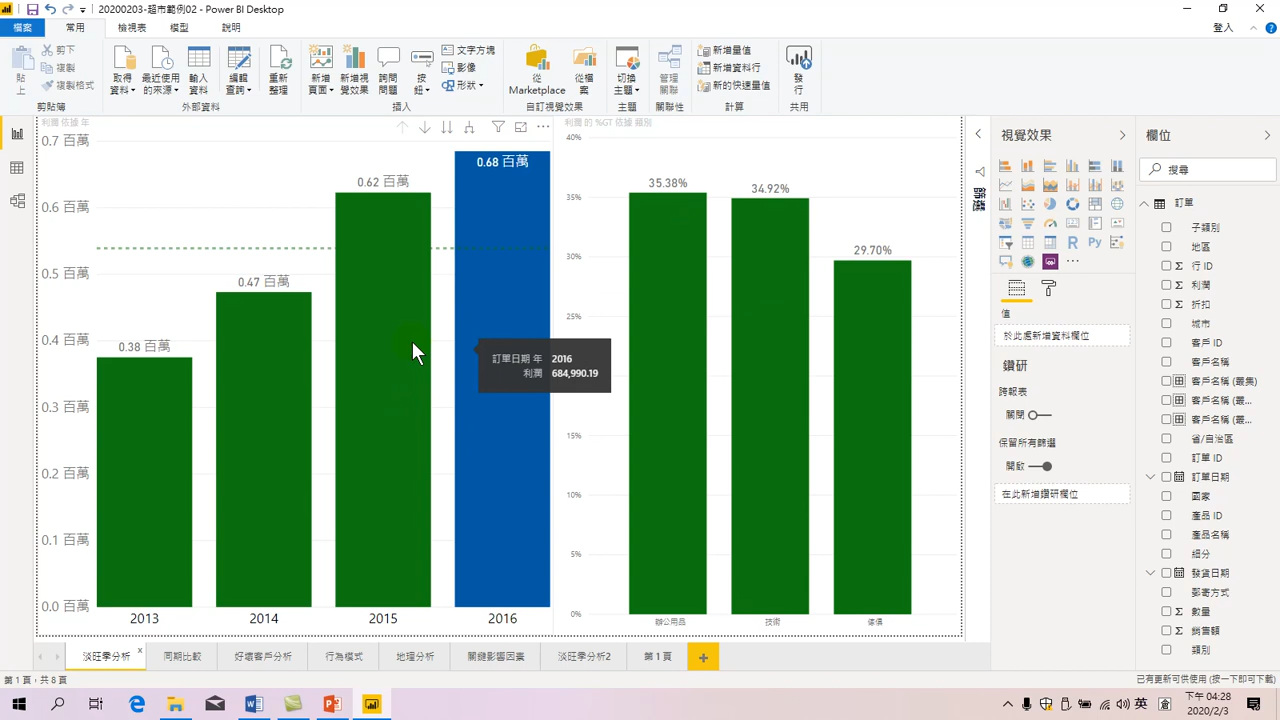 20200203-超市範例02 - Power BI Desktop
檔案
常用
檢視表
模型
說明
登入
貼上
剪下
複製
複製格式
剪貼簿
取得資料
最近使用的來源
輸入資料
編輯查詢
外部資料
重新整理
新增頁面
新增視覺效果
詢問問題
按鈕
文字方塊
影像
形狀
插入
從 Marketplace
從檔案
自訂視覺效果
切換主題
主題
管理關聯
關聯性
新增量值
新增資料行
新的快速量值
計算
發行
共用
利潤 依據 年
0.7 百萬
0.6 百萬
0.5 百萬
0.4 百萬
0.3 百萬
0.2 百萬
0.1 百萬
0.0 百萬
0.38 百萬
0.47 百萬
0.62 百萬
0.68 百萬
2013
2014
2015
2016
訂單日期 年 2016
利潤 684,990.19
利潤 的 %GT 依據 類別
40%
35%
30%
25%
15%
10%
5%
0%
35.38%
34.92%
29.70%
辦公用品
技術
傢俱
篩選
視覺效果
R
Py
值
於此處新增資料欄位
鑽研
跨報表
關閉
保留所有篩選
開啟
在此新增鑽研欄位
欄位
搜尋
訂單
子類別
地區
行 ID
利潤
折扣
城市
客戶 ID
客戶名稱
客戶名稱 (叢集)
客戶名稱 (叢...
客戶名稱 (叢...
省/自治區
訂單 ID
訂單日期
國家
產品 ID
產品名稱
細分
發貨日期
郵寄方式
數量
銷售額
類別
淡旺季分析
同期比較
好壞客戶分析
行為模式
地理分析
關鍵影響因素
淡旺季分析2
第 1 頁
第 1 頁，共 8 頁
已有更新可供使用 (按一下即可下載)
英
下午 04:28
2020/2/3